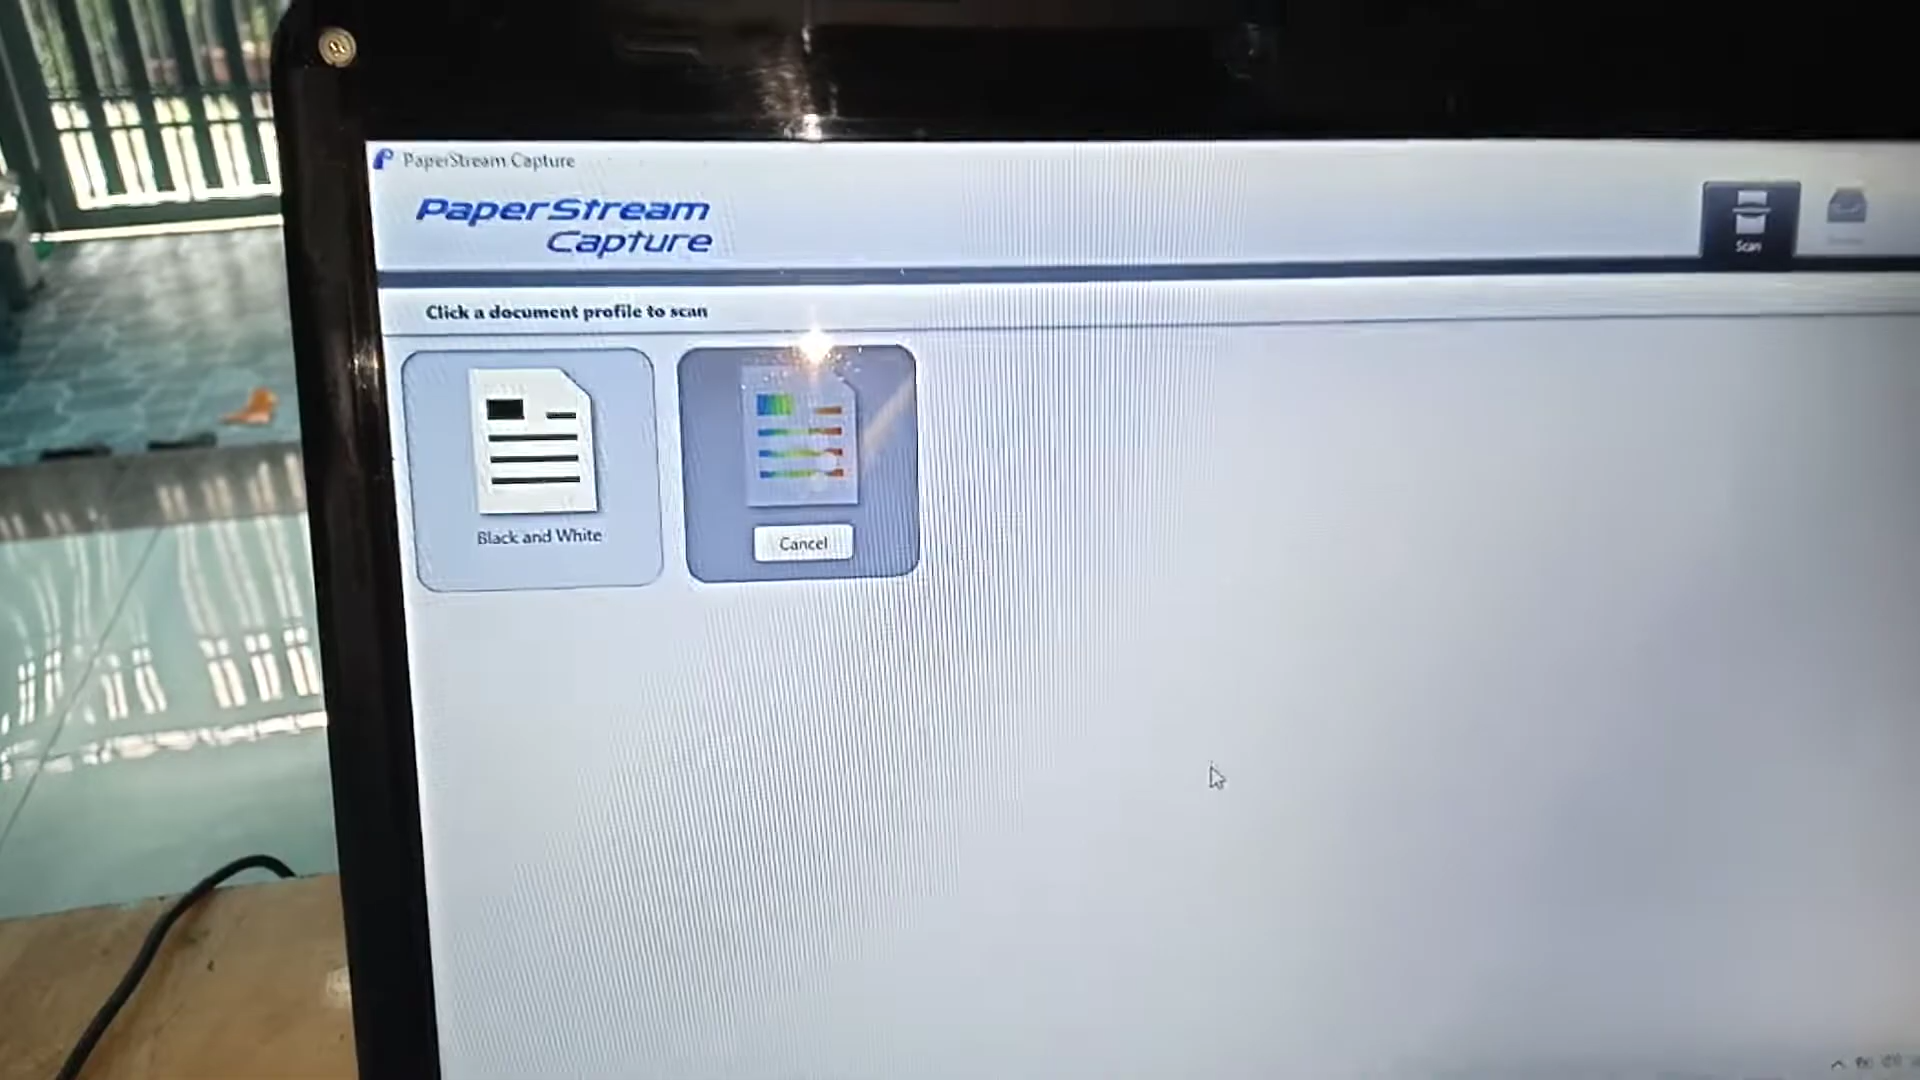 PaperStream Capture
PaperStream
Capture
Scan
Click a document profile to scan
Black and White
Cancel